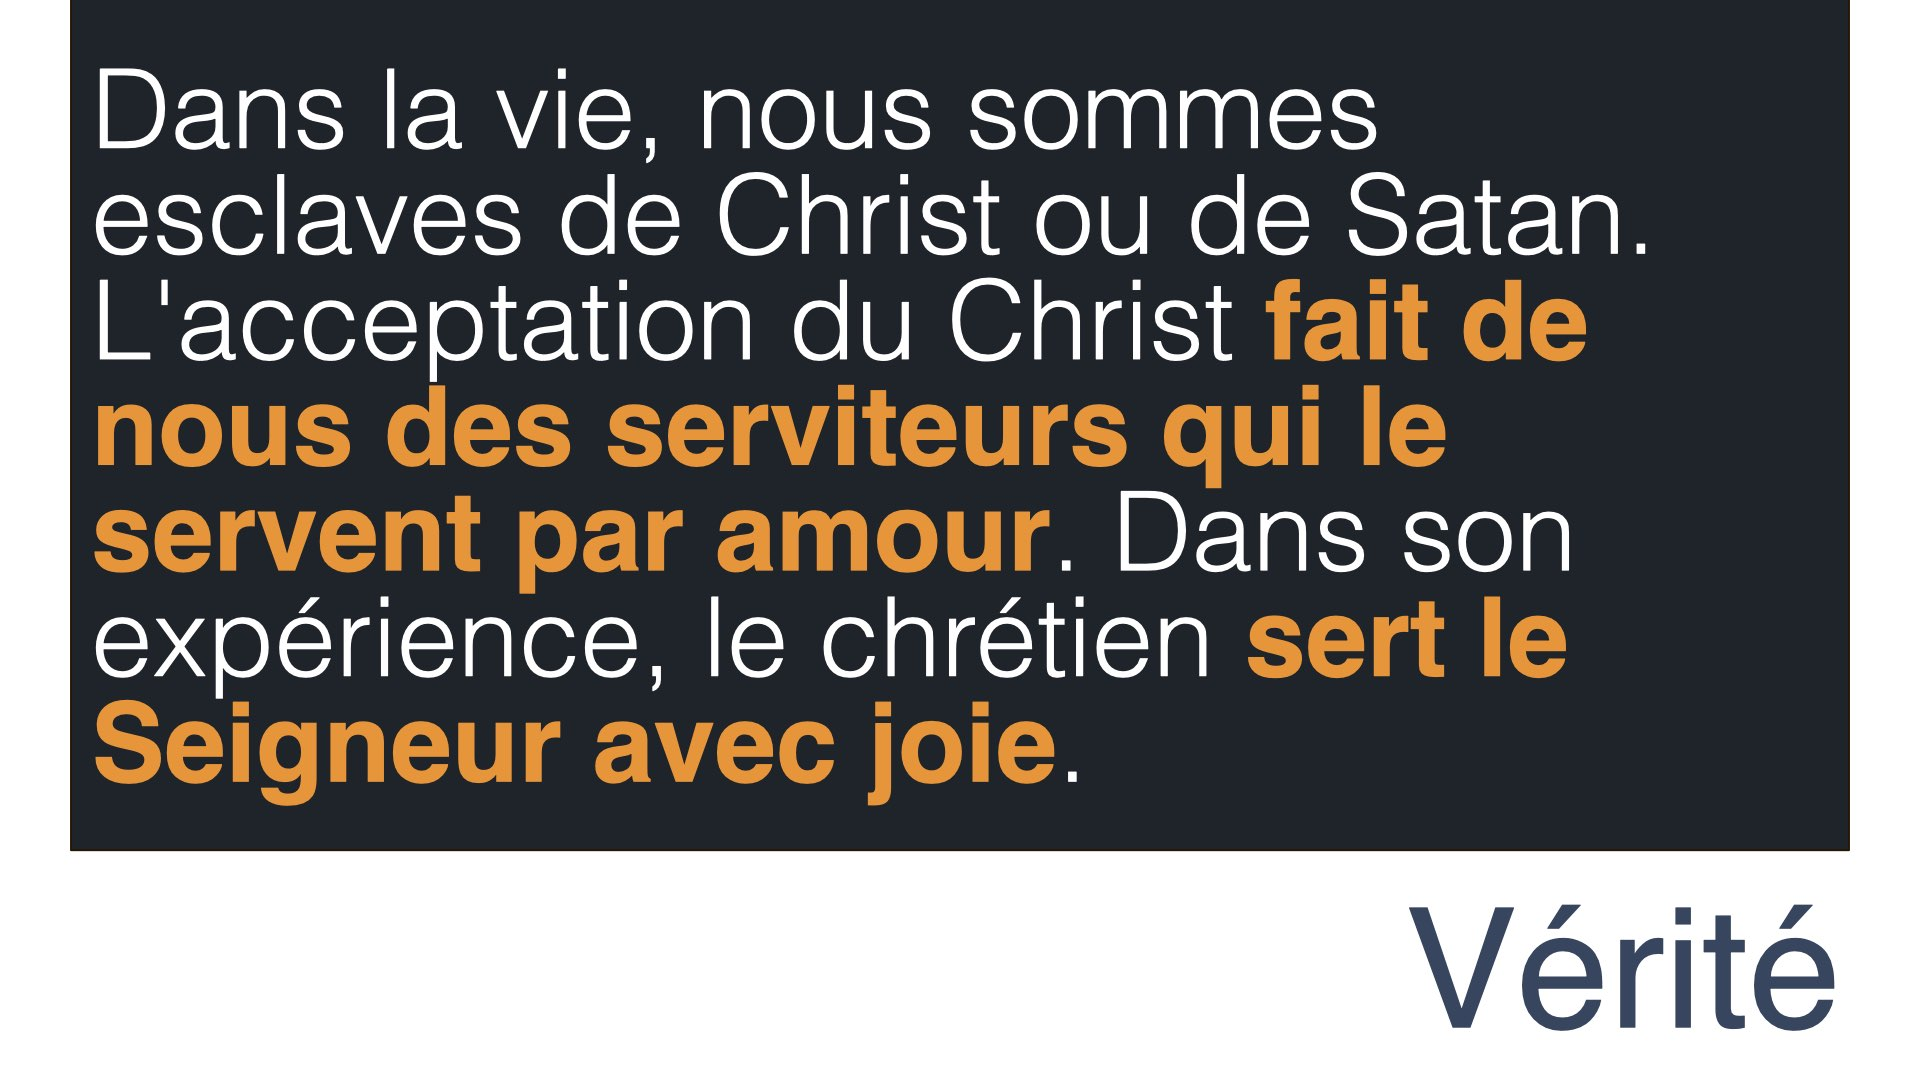 Dans la vie, nous sommes
esclaves de Christ ou de Satan.
L'acceptation du Christ fait de
nous des serviteurs qui le
servent par amour. Dans son
expérience, le chrétien sert le
Seigneur avec joie.
Vérité